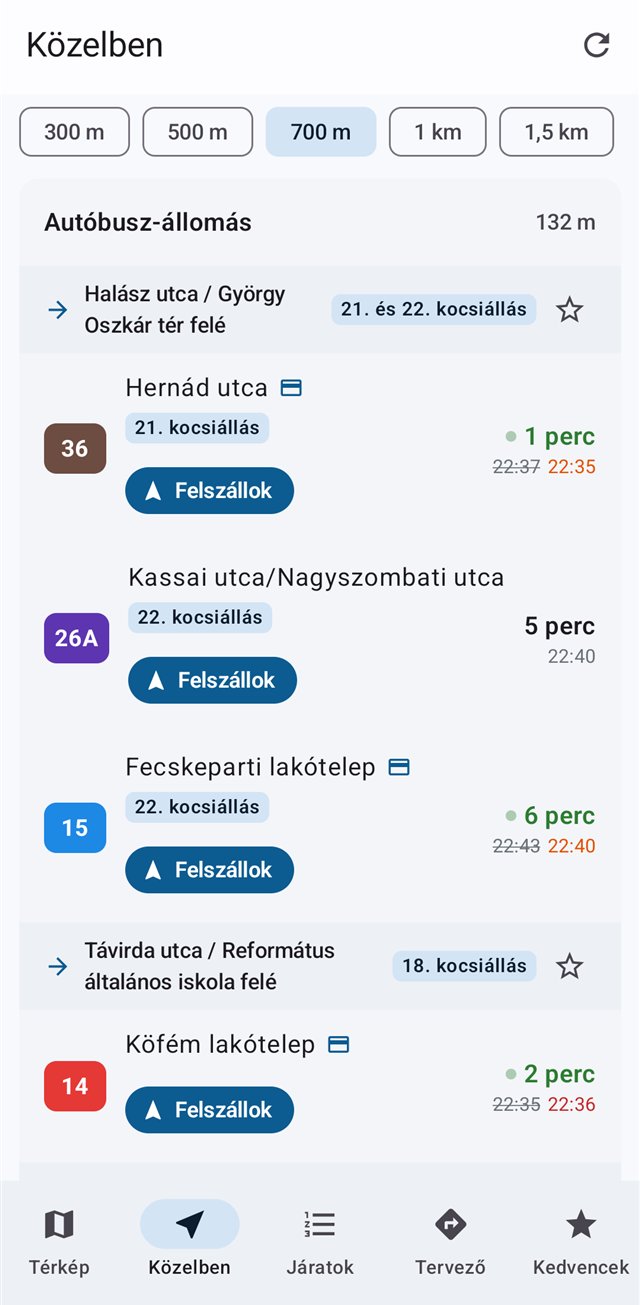 Közelben
300 m 500 m 700 m 1 km 1,5 km
Autóbusz-állomás 132 m
Halász utca / György
Oszkár tér felé
21. és 22. kocsiállás
Hernád utca
21. kocsiállás
36
1 perc
22:37 22:35
Felszállok
Kassai utca/Nagyszombati utca
22. kocsiállás
26A
5 perc
22:40
Felszállok
Fecskeparti lakótelep
22. kocsiállás
15
6 perc
22:43 22:40
Felszállok
Távirda utca / Református
általános iskola felé
18. kocsiállás
Köfém lakótelep
14
2 perc
22:35 22:36
Felszállok
Térkép Közelben Járatok Tervező Kedvencek